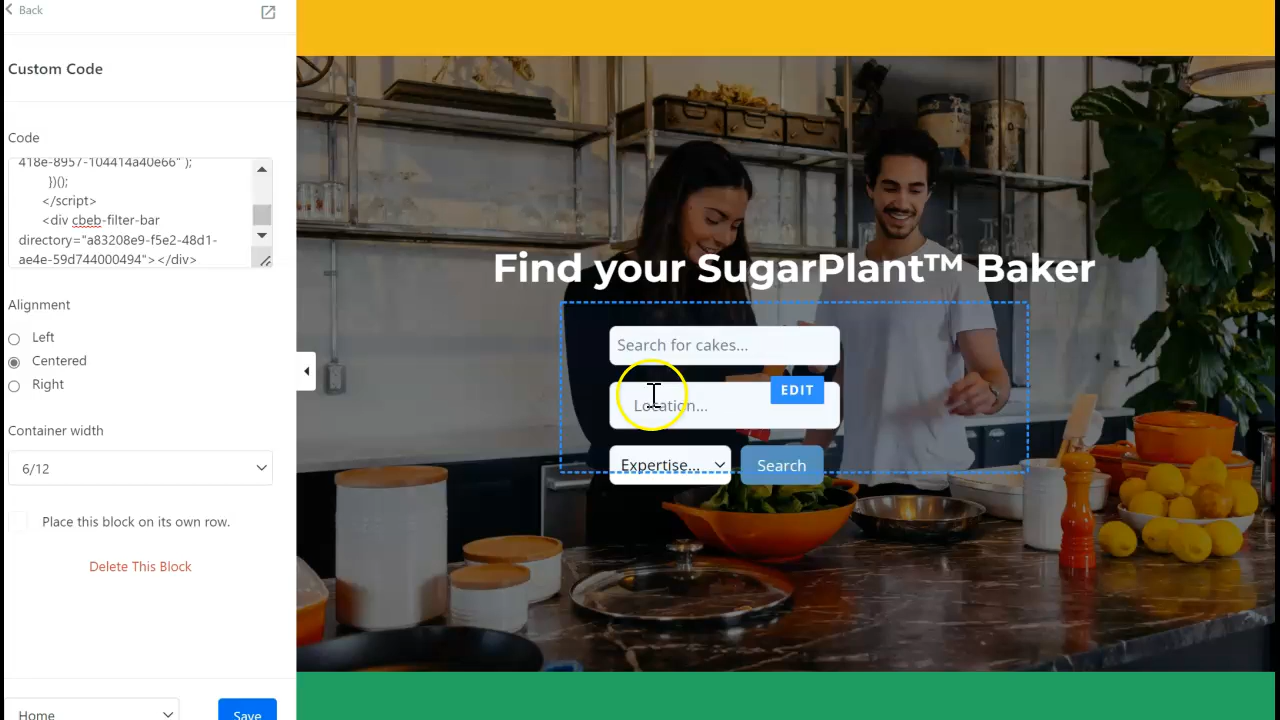 Back
Custom Code
Code
418e-8957-104414a40e66" );
})();
</script>
<div cbeb-filter-bar
directory="a83208e9-f5e2-48d1-
ae4e-59d744000494"></div>
Alignment
Left
Centered
Right
Container width
6/12
Place this block on its own row.
Delete This Block
Home
Save
Find your SugarPlant™ Baker
Search for cakes...
EDIT
Location...
Expertise...
Search